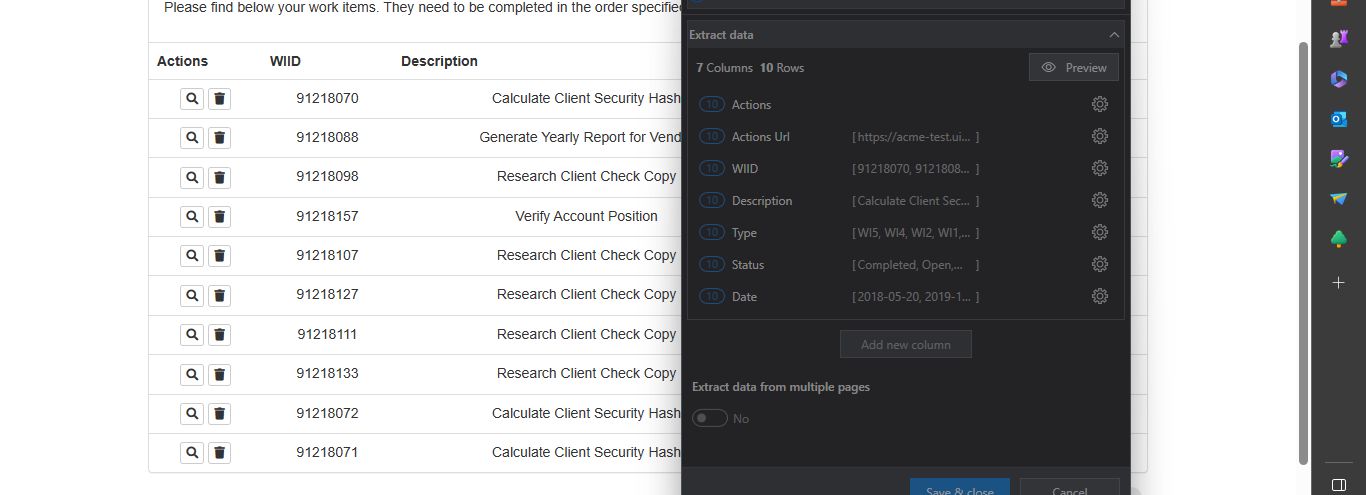 Please find below your work items. They need to be completed in the order specifie
Actions WIID Description
91218070 Calculate Client Security Hash
91218088 Generate Yearly Report for Vend
91218098 Research Client Check Copy
91218157 Verify Account Position
91218107 Research Client Check Copy
91218127 Research Client Check Copy
91218111 Research Client Check Copy
91218133 Research Client Check Copy
91218072 Calculate Client Security Hash
91218071 Calculate Client Security Hash
Extract data
7 Columns 10 Rows Preview
10 Actions
10 Actions Url [ https://acme-test.ui... ]
10 WIID [ 91218070, 9121808... ]
10 Description [ Calculate Client Sec... ]
10 Type [ WI5, WI4, WI2, WI1,... ]
10 Status [ Completed, Open,... ]
10 Date [ 2018-05-20, 2019-1... ]
Add new column
Extract data from multiple pages
No
Save & close Cancel